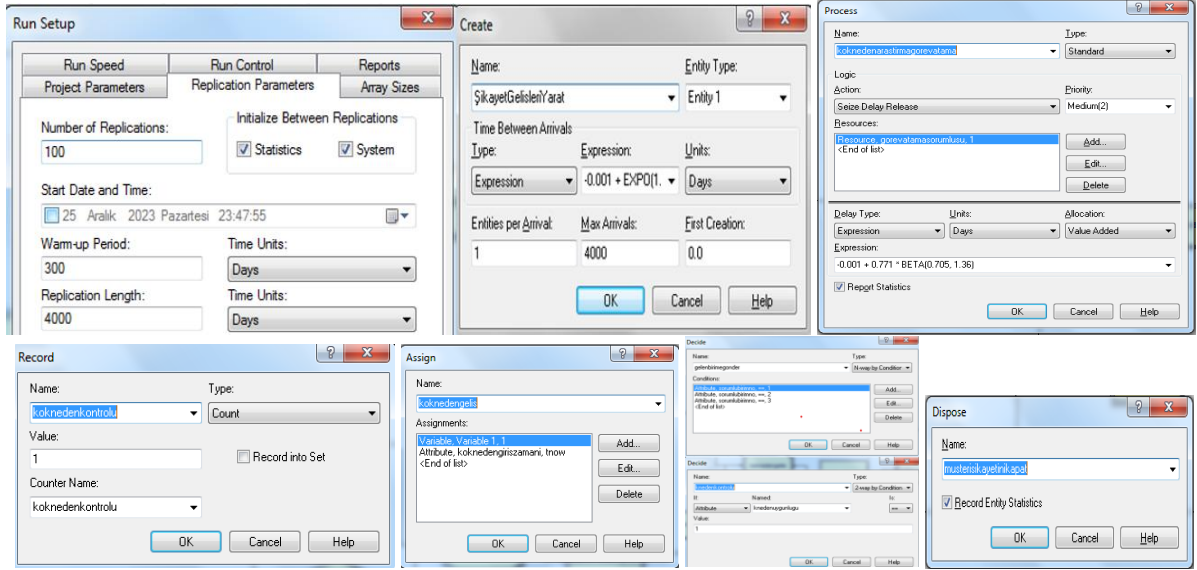 Run Setup
Run Speed
Run Control
Reports
Project Parameters
Replication Parameters
Array Sizes
Number of Replications:
100
Initialize Between Replications
Statistics
System
Start Date and Time:
25 Aralık 2023 Pazartesi 23:47:55
Warm-up Period:
Time Units:
300
Days
Replication Length:
Time Units:
4000
Days
Create
Name:
Entity Type:
ŞikayetGelisleriYarat
Entity 1
Time Between Arrivals
Type:
Expression:
Units:
Expression
-0.001 + EXPO(1.
Days
Entities per Arrival:
Max Arrivals:
First Creation:
1
4000
0.0
OK
Cancel
Help
Process
Name:
Type:
koknedenarastirmagorevatama
Standard
Logic
Action:
Priority:
Seize Delay Release
Medium(2)
Resources:
Resource, gorevatamasorumlusu, 1
<End of list>
Add...
Edit...
Delete
Delay Type:
Units:
Allocation:
Expression
Days
Value Added
Expression:
-0.001 + 0.771 * BETA(0.705, 1.36)
Report Statistics
OK
Cancel
Help
Record
Name:
Type:
koknedenkontrolu
Count
Value:
1
Record into Set
Counter Name:
koknedenkontrolu
OK
Cancel
Help
Assign
Name:
koknedengelis
Assignments:
Variable, Variable 1, 1
Attribute, koknedengiriszamani, tnow
<End of list>
Add...
Edit...
Delete
OK
Cancel
Help
Decide
Name:
Type:
gelenbirimegonder
N-way by Condition
Conditions:
Attribute, sorumlubirimno, ==, 1
Attribute, sorumlubirimno, ==, 2
Attribute, sorumlubirimno, ==, 3
<End of list>
Add...
Edit...
Delete
OK
Cancel
Help
Decide
Name:
Type:
2-way by Condition
If:
Named:
Is:
Attribute
==
Value:
1
OK
Cancel
Help
Dispose
Name:
musterisikayetinikapat
Record Entity Statistics
OK
Cancel
Help